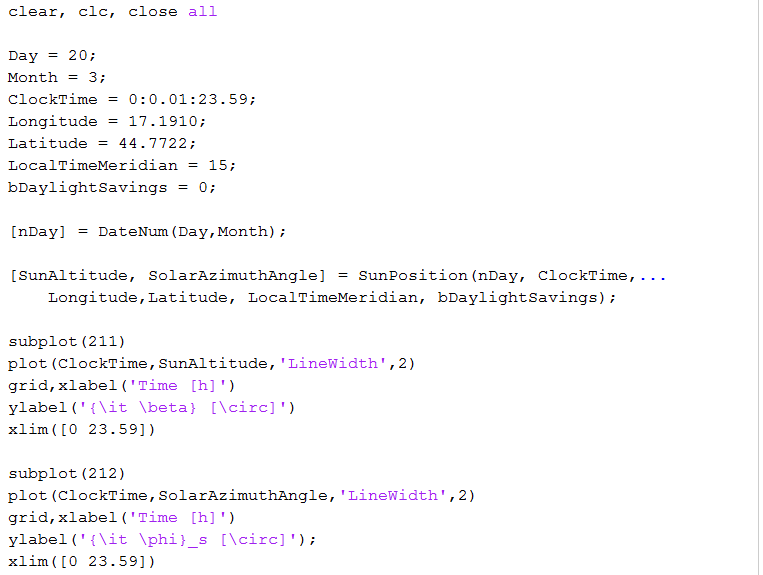 clear, clc, close all
Day = 20;
Month = 3;
ClockTime = 0:0.01:23.59;
Longitude = 17.1910;
Latitude = 44.7722;
LocalTimeMeridian = 15;
bDaylightSavings = 0;
[nDay] = DateNum(Day,Month);
[SunAltitude, SolarAzimuthAngle] = SunPosition(nDay, ClockTime,...
    Longitude,Latitude, LocalTimeMeridian, bDaylightSavings);
subplot(211)
plot(ClockTime,SunAltitude,'LineWidth',2)
grid,xlabel('Time [h]')
ylabel('{\it \beta} [\circ]')
xlim([0 23.59])
subplot(212)
plot(ClockTime,SolarAzimuthAngle,'LineWidth',2)
grid,xlabel('Time [h]')
ylabel('{\it \phi}_s [\circ]');
xlim([0 23.59])